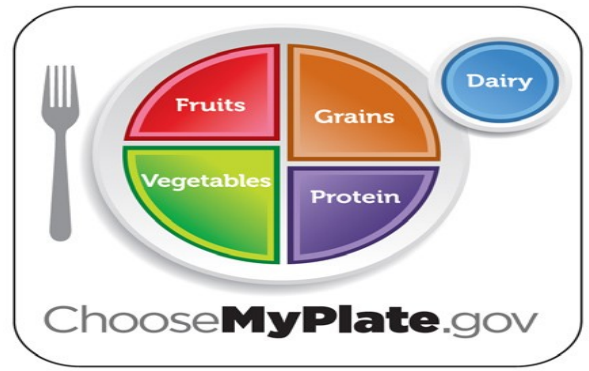 Dairy
Fruits
Grains
Vegetables
Protein
ChooseMyPlate.gov